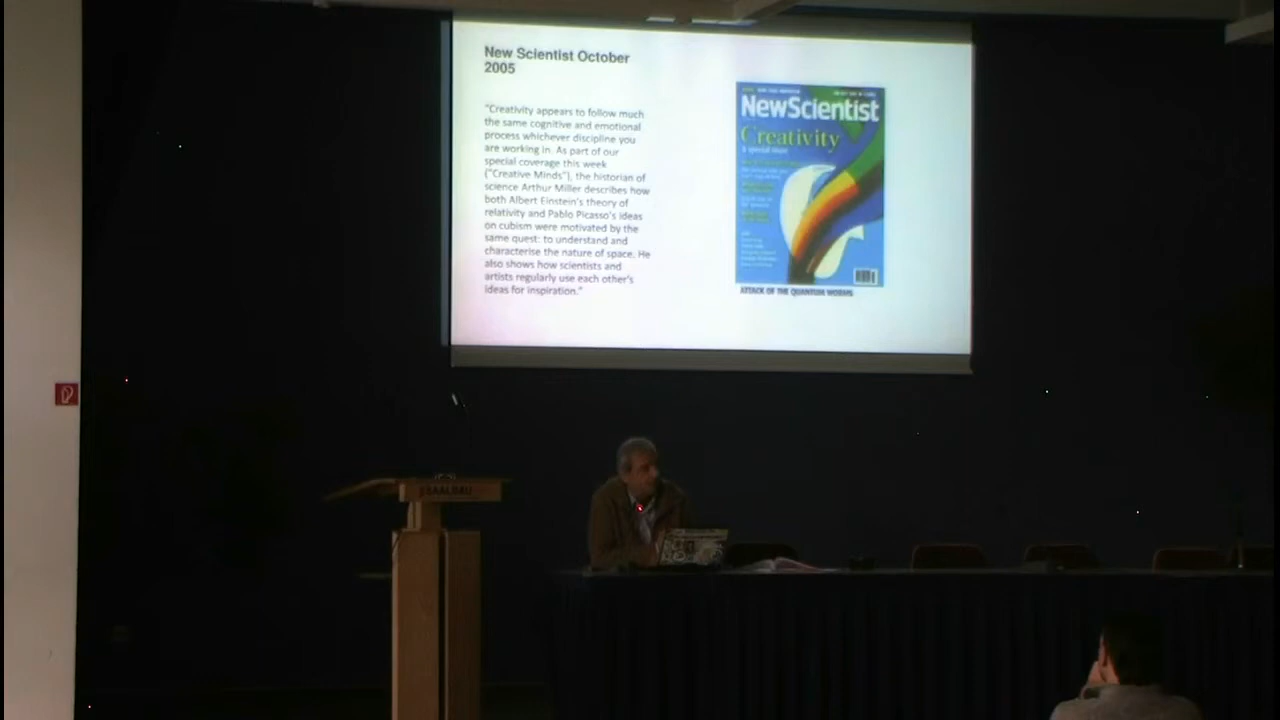 New Scientist October
2005
"Creativity appears to follow much
the same cognitive and emotional
process whichever discipline you
are working in. As part of our
special coverage this week
("Creative Minds"), the historian of
science Arthur Miller describes how
both Albert Einstein's theory of
relativity and Pablo Picasso's ideas
on cubism were motivated by the
same quest: to understand and
characterise the nature of space. He
also shows how scientists and
artists regularly use each other's
ideas for inspiration."
NewScientist
Creativity
ATTACK OF THE QUANTUM WORMS
SAALBAU